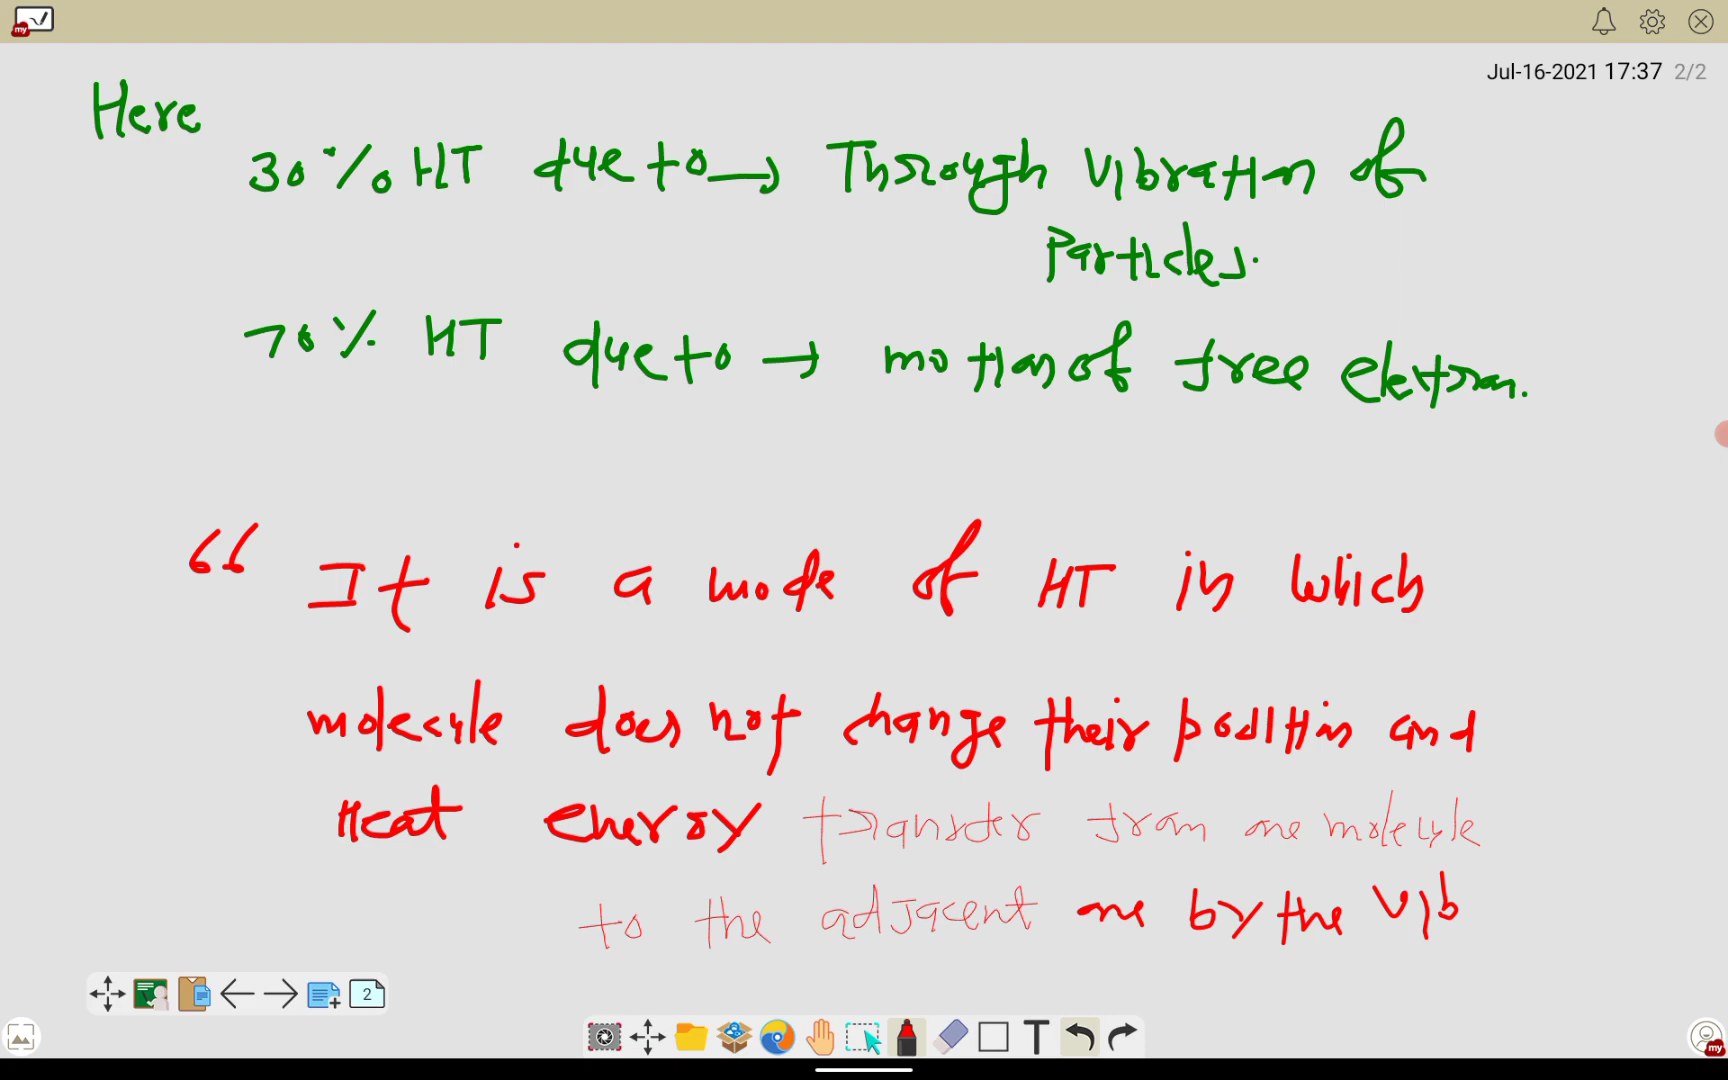 my
Jul-16-2021 17:37 2/2
Here
30% HT due to → Through Vibration of
Particles.
70% HT due to → motion of free electron.
“ It is a mode of HT in which
molecule does not change their position and
Heat energy transfer from one molecule
to the adjacent one by the Vib
2
T
my